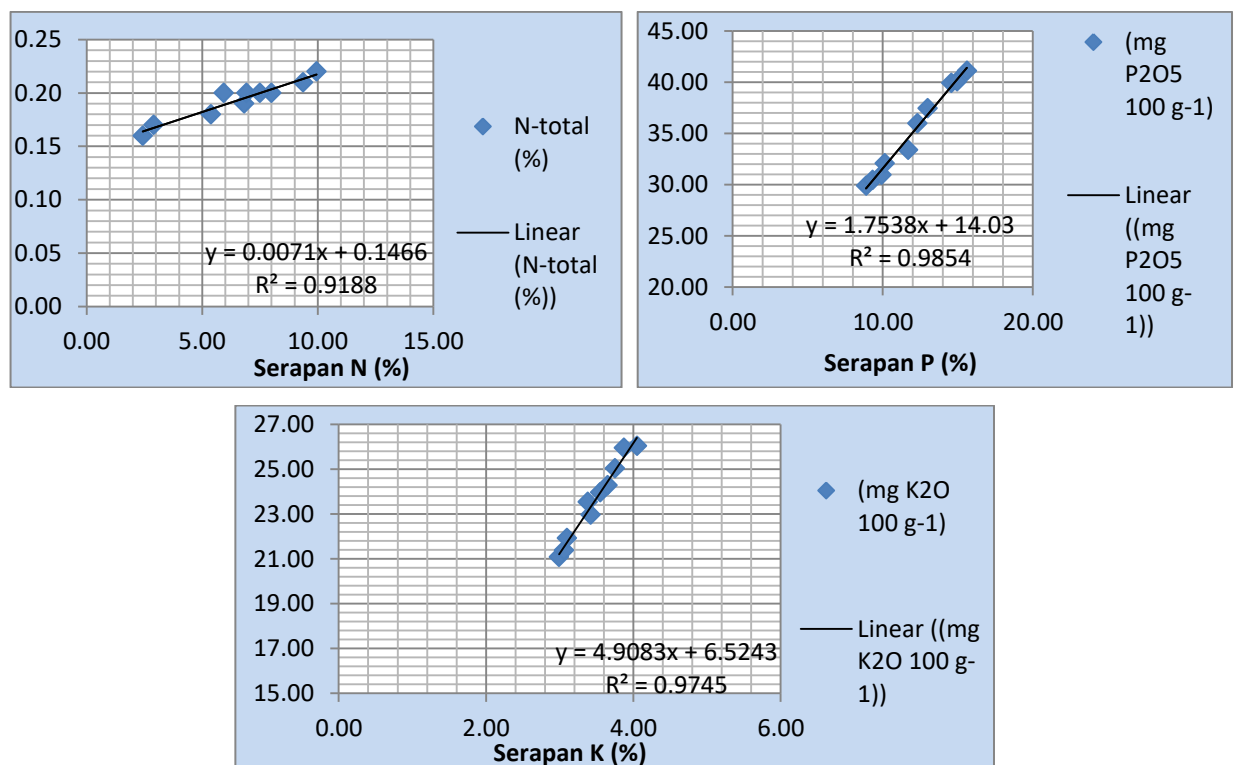 0.25
0.20
0.15
0.10
0.05
0.00
y = 0.0071x + 0.1466
R² = 0.9188
0.00 5.00 10.00 15.00
Serapan N (%)
N-total
(%)
Linear
(N-total
(%))
45.00
40.00
35.00
30.00
25.00
20.00
y = 1.7538x + 14.03
R² = 0.9854
0.00 10.00 20.00
Serapan P (%)
(mg
P2O5
100 g-1)
Linear
((mg
P2O5
100 g-
1))
27.00
25.00
23.00
21.00
19.00
17.00
15.00
y = 4.9083x + 6.5243
R² = 0.9745
0.00 2.00 4.00 6.00
Serapan K (%)
(mg K2O
100 g-1)
Linear ((mg
K2O 100 g-
1))